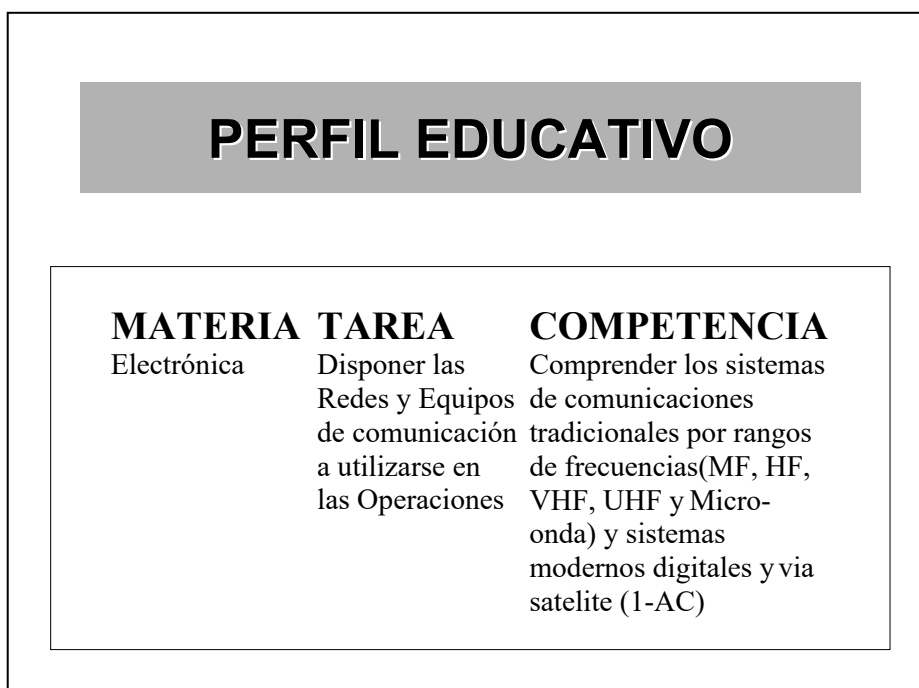 PERFIL EDUCATIVO
MATERIA TAREA COMPETENCIA
Electrónica Disponer las Comprender los sistemas
Redes y Equipos de comunicaciones
de comunicación tradicionales por rangos
a utilizarse en de frecuencias(MF, HF,
las Operaciones VHF, UHF y Micro-
onda) y sistemas
modernos digitales y via
satelite (1-AC)